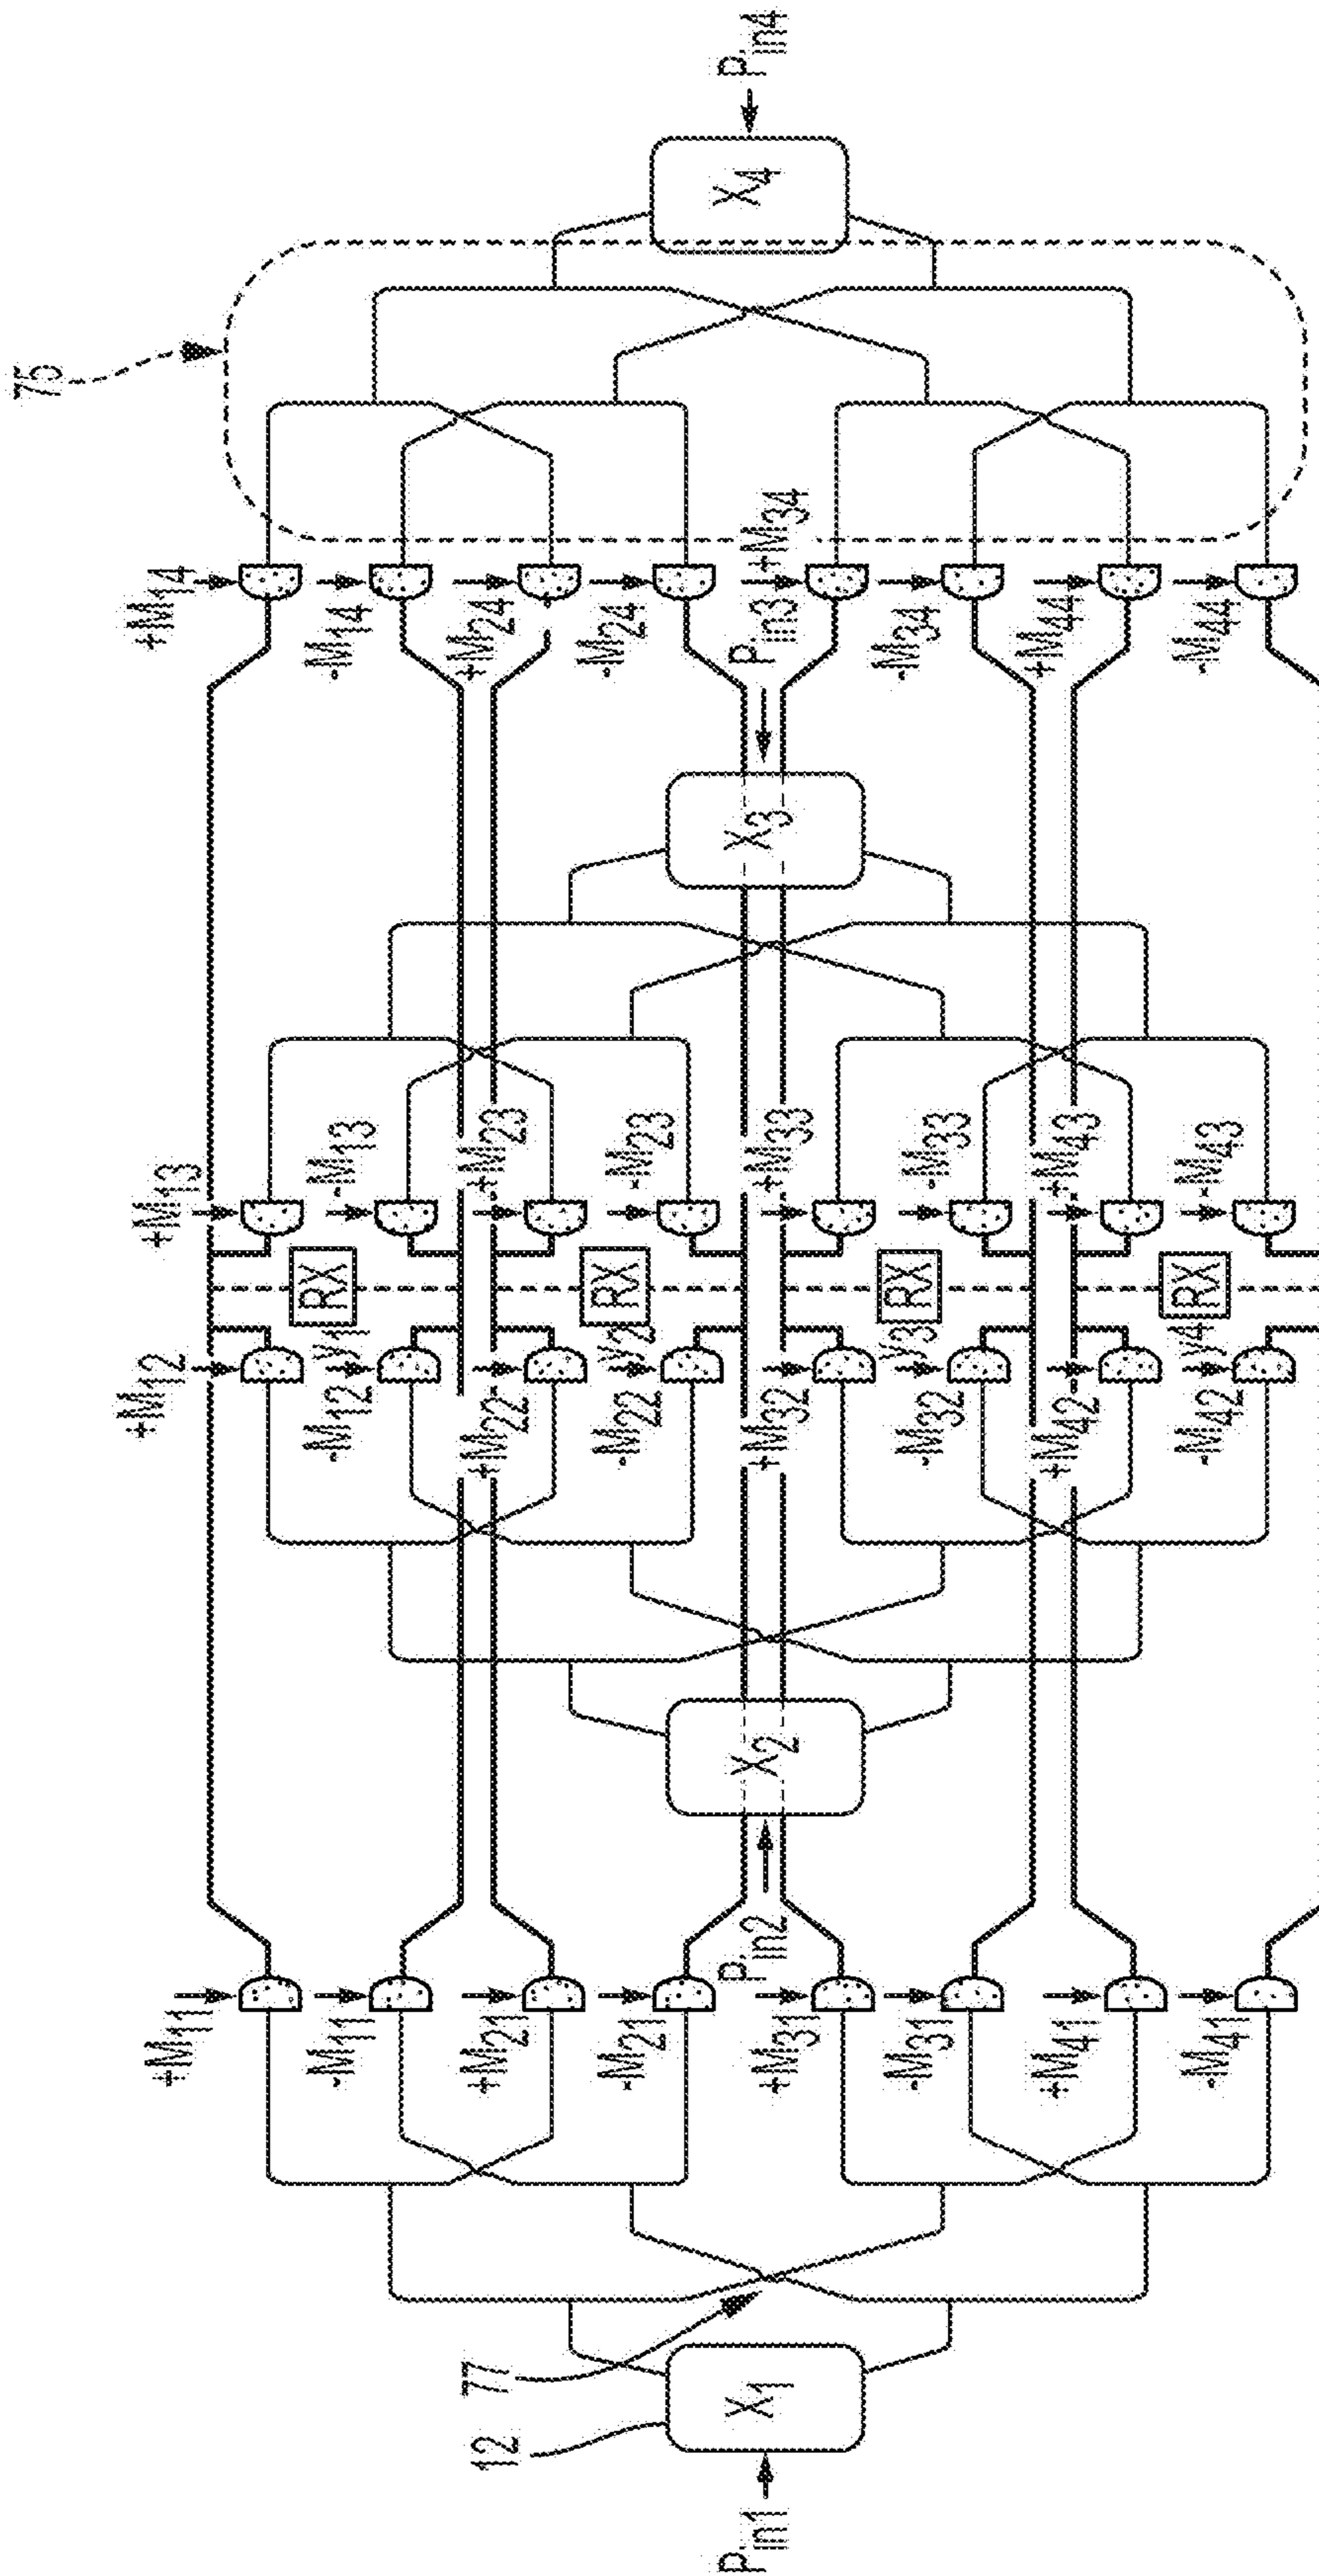 75
Pin4
X4
+M14
-M14
+M24
-M24
Pin3
+M34
-M34
+M44
-M44
X3
+M13
-M13
+M23
-M23
+M33
-M33
+M43
-M43
RX
RX
RX
RX
y1
y2
y3
y4
+M12
-M12
+M22
-M22
+M32
-M32
+M42
-M42
X2
Pin2
+M11
-M11
+M21
-M21
+M31
-M31
+M41
-M41
77
12
X1
Pin1